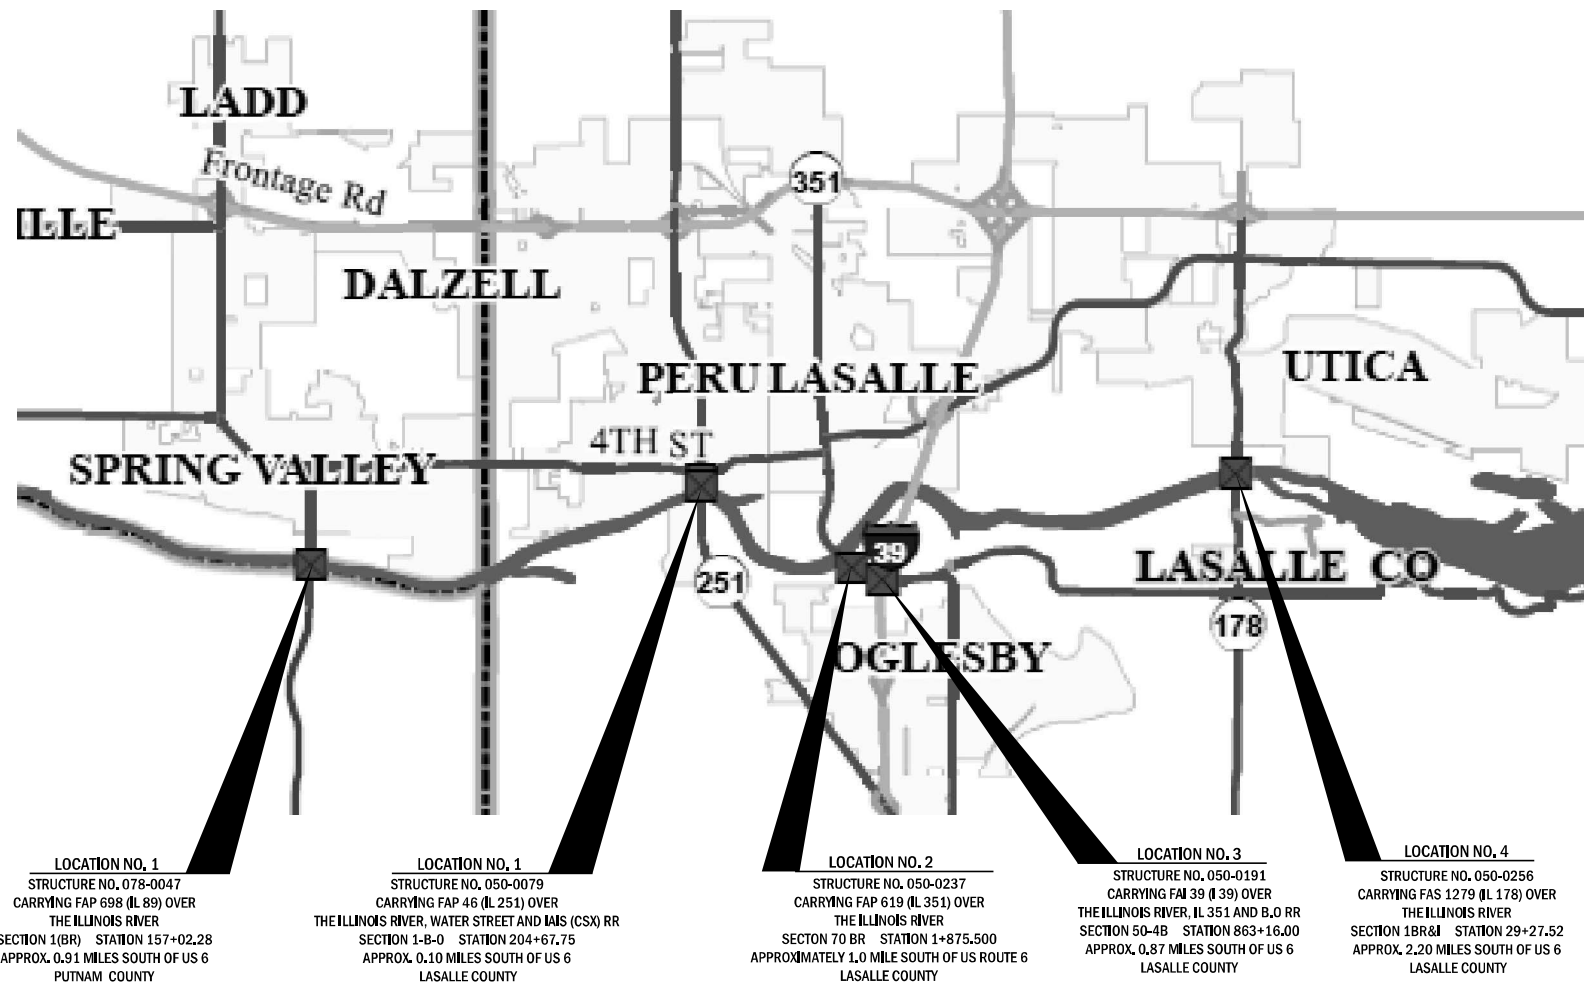 LADD
Frontage Rd
351
ILLE
DALZELL
PERU LASALLE
UTICA
4TH ST
SPRING VALLEY
39
251
LASALLE CO
178
OGLESBY
LOCATION NO. 1
STRUCTURE NO. 078-0047
CARRYING FAP 698 (IL 89) OVER
THE ILLINOIS RIVER
SECTION 1(BR) STATION 157+02.28
APPROX. 0.91 MILES SOUTH OF US 6
PUTNAM COUNTY
LOCATION NO. 1
STRUCTURE NO. 050-0079
CARRYING FAP 46 (IL 251) OVER
THE ILLINOIS RIVER, WATER STREET AND IAIS (CSX) RR
SECTION 1-B-0 STATION 204+67.75
APPROX. 0.10 MILES SOUTH OF US 6
LASALLE COUNTY
LOCATION NO. 2
STRUCTURE NO. 050-0237
CARRYING FAP 619 (IL 351) OVER
THE ILLINOIS RIVER
SECTON 70 BR STATION 1+875.500
APPROXIMATELY 1.0 MILE SOUTH OF US ROUTE 6
LASALLE COUNTY
LOCATION NO. 3
STRUCTURE NO. 050-0191
CARRYING FAI 39 (I 39) OVER
THE ILLINOIS RIVER, IL 351 AND B.O RR
SECTION 50-4B STATION 863+16.00
APPROX. 0.87 MILES SOUTH OF US 6
LASALLE COUNTY
LOCATION NO. 4
STRUCTURE NO. 050-0256
CARRYING FAS 1279 (IL 178) OVER
THE ILLINOIS RIVER
SECTION 1BR&I STATION 29+27.52
APPROX. 2.20 MILES SOUTH OF US 6
LASALLE COUNTY